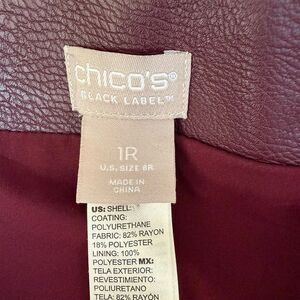 chico's®
BLACK LABEL™
1R
U.S. SIZE 8R
MADE IN
CHINA
US: SHELL:
COATING:
POLYURETHANE
FABRIC: 82% RAYON
18% POLYESTER
LINING: 100%
POLYESTER MX:
TELA EXTERIOR:
REVESTIMIENTO:
POLIURETANO
TELA: 82% RAYÓN